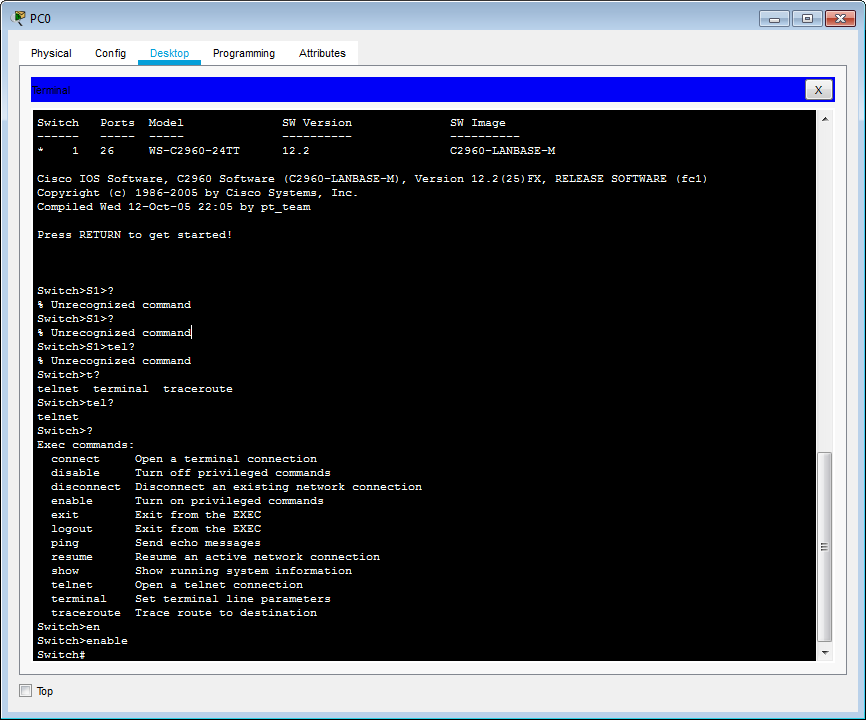 PC0
Physical Config Desktop Programming Attributes
Terminal
X
Switch Ports Model SW Version SW Image
------ ----- ----- ---------- ----------
* 1 26 WS-C2960-24TT 12.2 C2960-LANBASE-M
Cisco IOS Software, C2960 Software (C2960-LANBASE-M), Version 12.2(25)FX, RELEASE SOFTWARE (fc1)
Copyright (c) 1986-2005 by Cisco Systems, Inc.
Compiled Wed 12-Oct-05 22:05 by pt_team
Press RETURN to get started!
Switch>S1>?
% Unrecognized command
Switch>S1>?
% Unrecognized command
Switch>S1>tel?
% Unrecognized command
Switch>t?
telnet terminal traceroute
Switch>tel?
telnet
Switch>?
Exec commands:
connect Open a terminal connection
disable Turn off privileged commands
disconnect Disconnect an existing network connection
enable Turn on privileged commands
exit Exit from the EXEC
logout Exit from the EXEC
ping Send echo messages
resume Resume an active network connection
show Show running system information
telnet Open a telnet connection
terminal Set terminal line parameters
traceroute Trace route to destination
Switch>en
Switch>enable
Switch#
Top